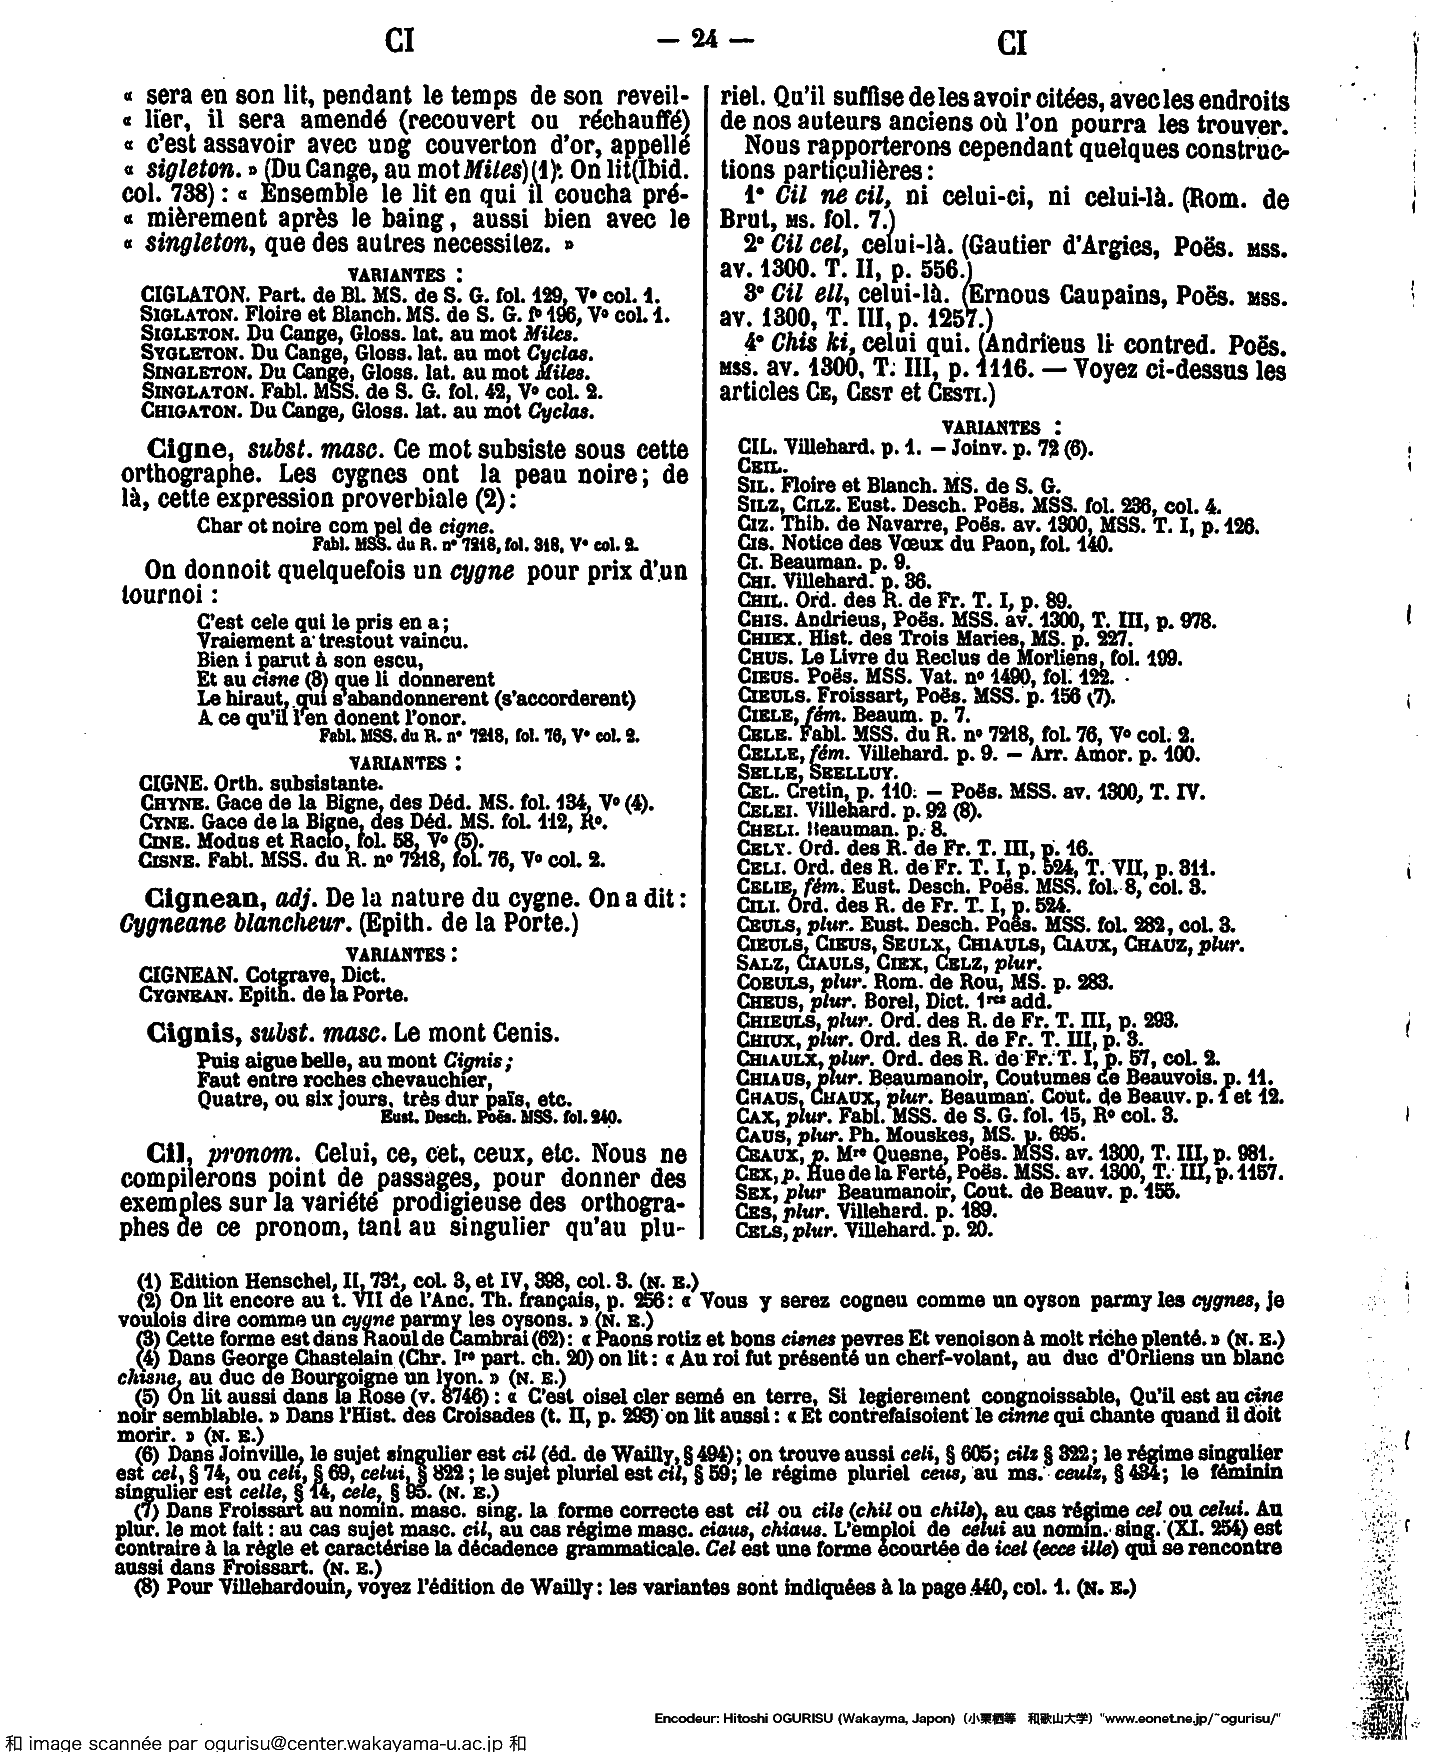 CI
— 24 —
CI
« sera en son lit, pendant le temps de son reveil-
« lier, il sera amendé (recouvert ou réchauffé)
« c'est assavoir avec ung couverton d'or, appellé
« sigleton. » (Du Cange, au mot Miles) (1). On lit (Ibid.
col. 738) : « Ensemble le lit en qui il coucha pré-
« mièrement après le baing, aussi bien avec le
« singleton, que des autres necessitez. »
VARIANTES :
CIGLATON. Part. de Bl. MS. de S. G. fol. 129, Vº col. 1.
SIGLATON. Floire et Blanch. MS. de S. G. fº 196, Vº col. 1.
SIGLETON. Du Cange, Gloss. lat. au mot Miles.
SYGLETON. Du Cange, Gloss. lat. au mot Cyclas.
SINGLETON. Du Cange, Gloss. lat. au mot Miles.
SINGLATON. Fabl. MSS. de S. G. fol. 42, Vº col. 2.
CHIGATON. Du Cange, Gloss. lat. au mot Cyclas.
Cigne, subst. masc. Ce mot subsiste sous cette
orthographe. Les cygnes ont la peau noire ; de
là, cette expression proverbiale (2) :
Char ot noire com pel de cigne.
Fabl. MSS. du R. nº 7218, fol. 318, Vº col. 2.
On donnoit quelquefois un cygne pour prix d'un
tournoi :
C'est cele qui le pris en a ;
Vraiement a trestout vaincu.
Bien i parut à son escu,
Et au cisne (3) que li donnerent
Le hiraut, qui s'abandonnerent (s'accorderent)
A ce qu'il l'en donent l'onor.
Fabl. MSS. du R. nº 7218, fol. 76, Vº col. 2.
VARIANTES :
CIGNE. Orth. subsistante.
CHYNE. Gace de la Bigne, des Déd. MS. fol. 134, Vº (4).
CYNE. Gace de la Bigne, des Déd. MS. fol. 112, Rº.
CINE. Modus et Racio, fol. 58, Vº (5).
CISNE. Fabl. MSS. du R. nº 7218, fol. 76, Vº col. 2.
Cignean, adj. De la nature du cygne. On a dit :
Cygneane blancheur. (Epith. de la Porte.)
VARIANTES :
CIGNEAN. Cotgrave, Dict.
CYGNEAN. Epith. de la Porte.
Cignis, subst. masc. Le mont Cenis.
Puis aigue belle, au mont Cignis ;
Faut entre roches chevauchier,
Quatre, ou six jours, très dur païs, etc.
Eust. Desch. Poës. MSS. fol. 240.
Cil, pronom. Celui, ce, cet, ceux, etc. Nous ne
compilerons point de passages, pour donner des
exemples sur la variété prodigieuse des orthogra-
phes de ce pronom, tant au singulier qu'au plu-
riel. Qu'il suffise de les avoir citées, avec les endroits
de nos auteurs anciens où l'on pourra les trouver.
Nous rapporterons cependant quelques construc-
tions particulières :
1º Cil ne cil, ni celui-ci, ni celui-là. (Rom. de
Brut, MS. fol. 7.)
2º Cil cel, celui-là. (Gautier d'Argies, Poës. MSS.
av. 1300. T. II, p. 556.)
3º Cil ell, celui-là. (Ernous Caupains, Poës. MSS.
av. 1300, T. III, p. 1257.)
4º Chis ki, celui qui. (Andrieus li contred. Poës.
MSS. av. 1300, T. III, p. 1116. — Voyez ci-dessus les
articles CE, CEST et CESTI.)
VARIANTES :
CIL. Villehard. p. 1. — Joinv. p. 72 (6).
CEIL.
SIL. Floire et Blanch. MS. de S. G.
SILZ, CILZ. Eust. Desch. Poës. MSS. fol. 236, col. 4.
CIZ. Thib. de Navarre, Poës. av. 1300, MSS. T. I, p. 126.
CIS. Notice des Vœux du Paon, fol. 140.
CI. Beauman. p. 9.
CHI. Villehard. p. 36.
CHIL. Ord. des R. de Fr. T. I, p. 89.
CHIS. Andrieus, Poës. MSS. av. 1300, T. III, p. 978.
CHIEX. Hist. des Trois Maries, MS. p. 227.
CHUS. Le Livre du Reclus de Morliens, fol. 199.
CIEUS. Poës. MSS. Vat. nº 1490, fol. 122.
CIEULS. Froissart, Poës. MSS. p. 156 (7).
CIELE, fém. Beaum. p. 7.
CELE. Fabl. MSS. du R. nº 7218, fol. 76, Vº col. 2.
CELLE, fém. Villehard. p. 9. — Arr. Amor. p. 100.
SELLE, SEELLUY.
CEL. Cretin, p. 110. — Poës. MSS. av. 1300, T. IV.
CELEI. Villehard. p. 92 (8).
CHELI. Beauman. p. 8.
CELY. Ord. des R. de Fr. T. III, p. 16.
CELI. Ord. des R. de Fr. T. I, p. 524, T. VII, p. 311.
CELIE, fém. Eust. Desch. Poës. MSS. fol. 8, col. 3.
CILI. Ord. des R. de Fr. T. I, p. 524.
CEULS, plur. Eust. Desch. Poës. MSS. fol. 282, col. 3.
CIEULS, CIEUS, SEULX, CHIAULS, CIAUX, CHAUZ, plur.
SALZ, CIAULS, CIEX, CELZ, plur.
COEULS, plur. Rom. de Rou, MS. p. 283.
CHEUS, plur. Borel, Dict. 1res add.
CHIEULS, plur. Ord. des R. de Fr. T. III, p. 293.
CHIUX, plur. Ord. des R. de Fr. T. III, p. 3.
CHIAULX, plur. Ord. des R. de Fr. T. I, p. 57, col. 2.
CHIAUS, plur. Beaumanoir, Coutumes de Beauvois. p. 11.
CHAUS, CHAUX, plur. Beauman. Cout. de Beauv. p. 1 et 12.
CAX, plur. Fabl. MSS. de S. G. fol. 15, Rº col. 3.
CAUS, plur. Ph. Mouskes, MS. p. 695.
CEAUX, p. Mre Quesne, Poës. MSS. av. 1300, T. III, p. 981.
CEX, p. Hue de la Ferté, Poës. MSS. av. 1300, T. III, p. 1157.
SEX, plur Beaumanoir, Cout. de Beauv. p. 155.
CES, plur. Villehard. p. 189.
CELS, plur. Villehard. p. 20.
(1) Edition Henschel, II, 731, col. 3, et IV, 398, col. 3. (N. E.)
(2) On lit encore au t. VII de l'Anc. Th. français, p. 256 : « Vous y serez cogneu comme un oyson parmy les cygnes, je
voulois dire comme un cygne parmy les oysons. » (N. E.)
(3) Cette forme est dans Raoul de Cambrai (62) : « Paons rotiz et bons cisnes pevres Et venoison à molt riche plenté. » (N. E.)
(4) Dans George Chastelain (Chr. Ire part. ch. 20) on lit : « Au roi fut présenté un cherf-volant, au duc d'Orliens un blanc
chisne, au duc de Bourgoigne un lyon. » (N. E.)
(5) On lit aussi dans la Rose (v. 8746) : « C'est oisel cler semé en terre, Si legierement congnoissable, Qu'il est au cine
noir semblable. » Dans l'Hist. des Croisades (t. II, p. 293) on lit aussi : « Et contrefaisoient le cinne qui chante quand il doit
morir. » (N. E.)
(6) Dans Joinville, le sujet singulier est cil (éd. de Wailly, § 494) ; on trouve aussi celi, § 605 ; cilz § 322 ; le régime singulier
est cel, § 74, ou celi, § 69, celui, § 822 ; le sujet pluriel est cil, § 59 ; le régime pluriel ceus, au ms. ceulz, § 434 ; le féminin
singulier est celle, § 14, cele, § 95. (N. E.)
(7) Dans Froissart au nomin. masc. sing. la forme correcte est cil ou cils (chil ou chils), au cas régime cel ou celui. Au
plur. le mot fait : au cas sujet masc. cil, au cas régime masc. ciaus, chiaus. L'emploi de celui au nomin. sing. (XI. 254) est
contraire à la règle et caractérise la décadence grammaticale. Cel est une forme écourtée de icel (ecce ille) qui se rencontre
aussi dans Froissart. (N. E.)
(8) Pour Villehardouin, voyez l'édition de Wailly : les variantes sont indiquées à la page 440, col. 1. (N. E.)
Encodeur: Hitoshi OGURISU (Wakayma, Japon) (小栗栖等 和歌山大学) "www.eonet.ne.jp/~ogurisu/"
和 image scannée par ogurisu@center.wakayama-u.ac.jp 和